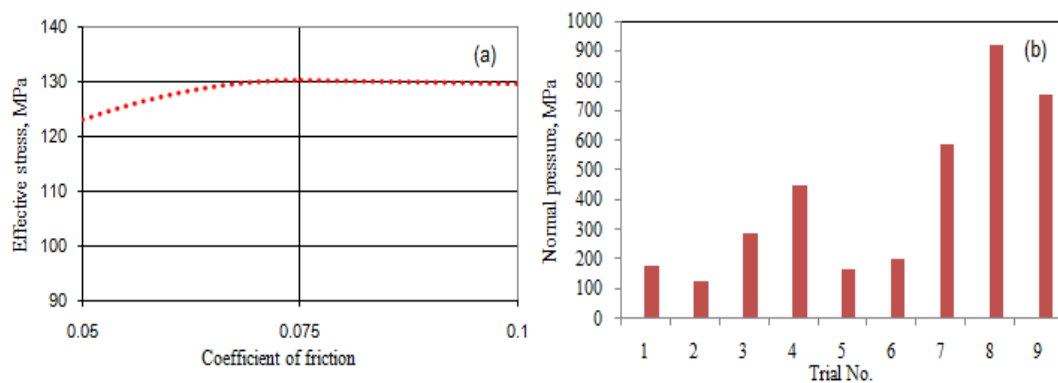 (a)
Effective stress, MPa
140
130
120
110
100
90
0.05 0.075 0.1
Coefficient of friction
(b)
Normal pressure, MPa
1000
900
800
700
600
500
400
300
200
100
0
1 2 3 4 5 6 7 8 9
Trial No.